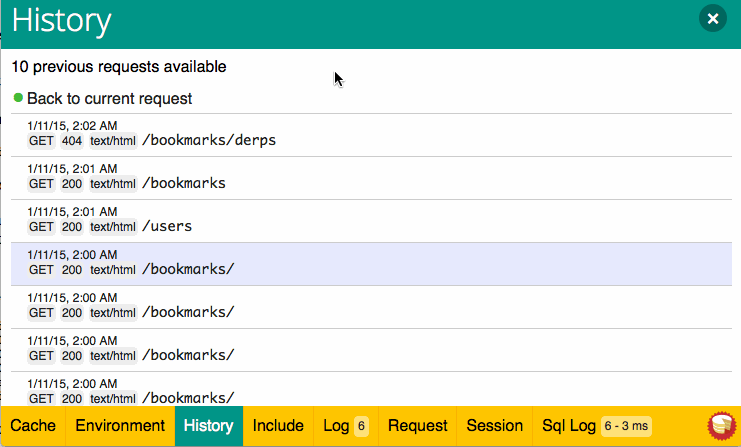 History
10 previous requests available
Back to current request
1/11/15, 2:02 AM
GET 404 text/html /bookmarks/derps
1/11/15, 2:01 AM
GET 200 text/html /bookmarks
1/11/15, 2:01 AM
GET 200 text/html /users
1/11/15, 2:00 AM
GET 200 text/html /bookmarks/
1/11/15, 2:00 AM
GET 200 text/html /bookmarks/
1/11/15, 2:00 AM
GET 200 text/html /bookmarks/
1/11/15, 2:00 AM
GET 200 text/html /bookmarks/
Cache Environment History Include Log 6 Request Session Sql Log 6 - 3 ms